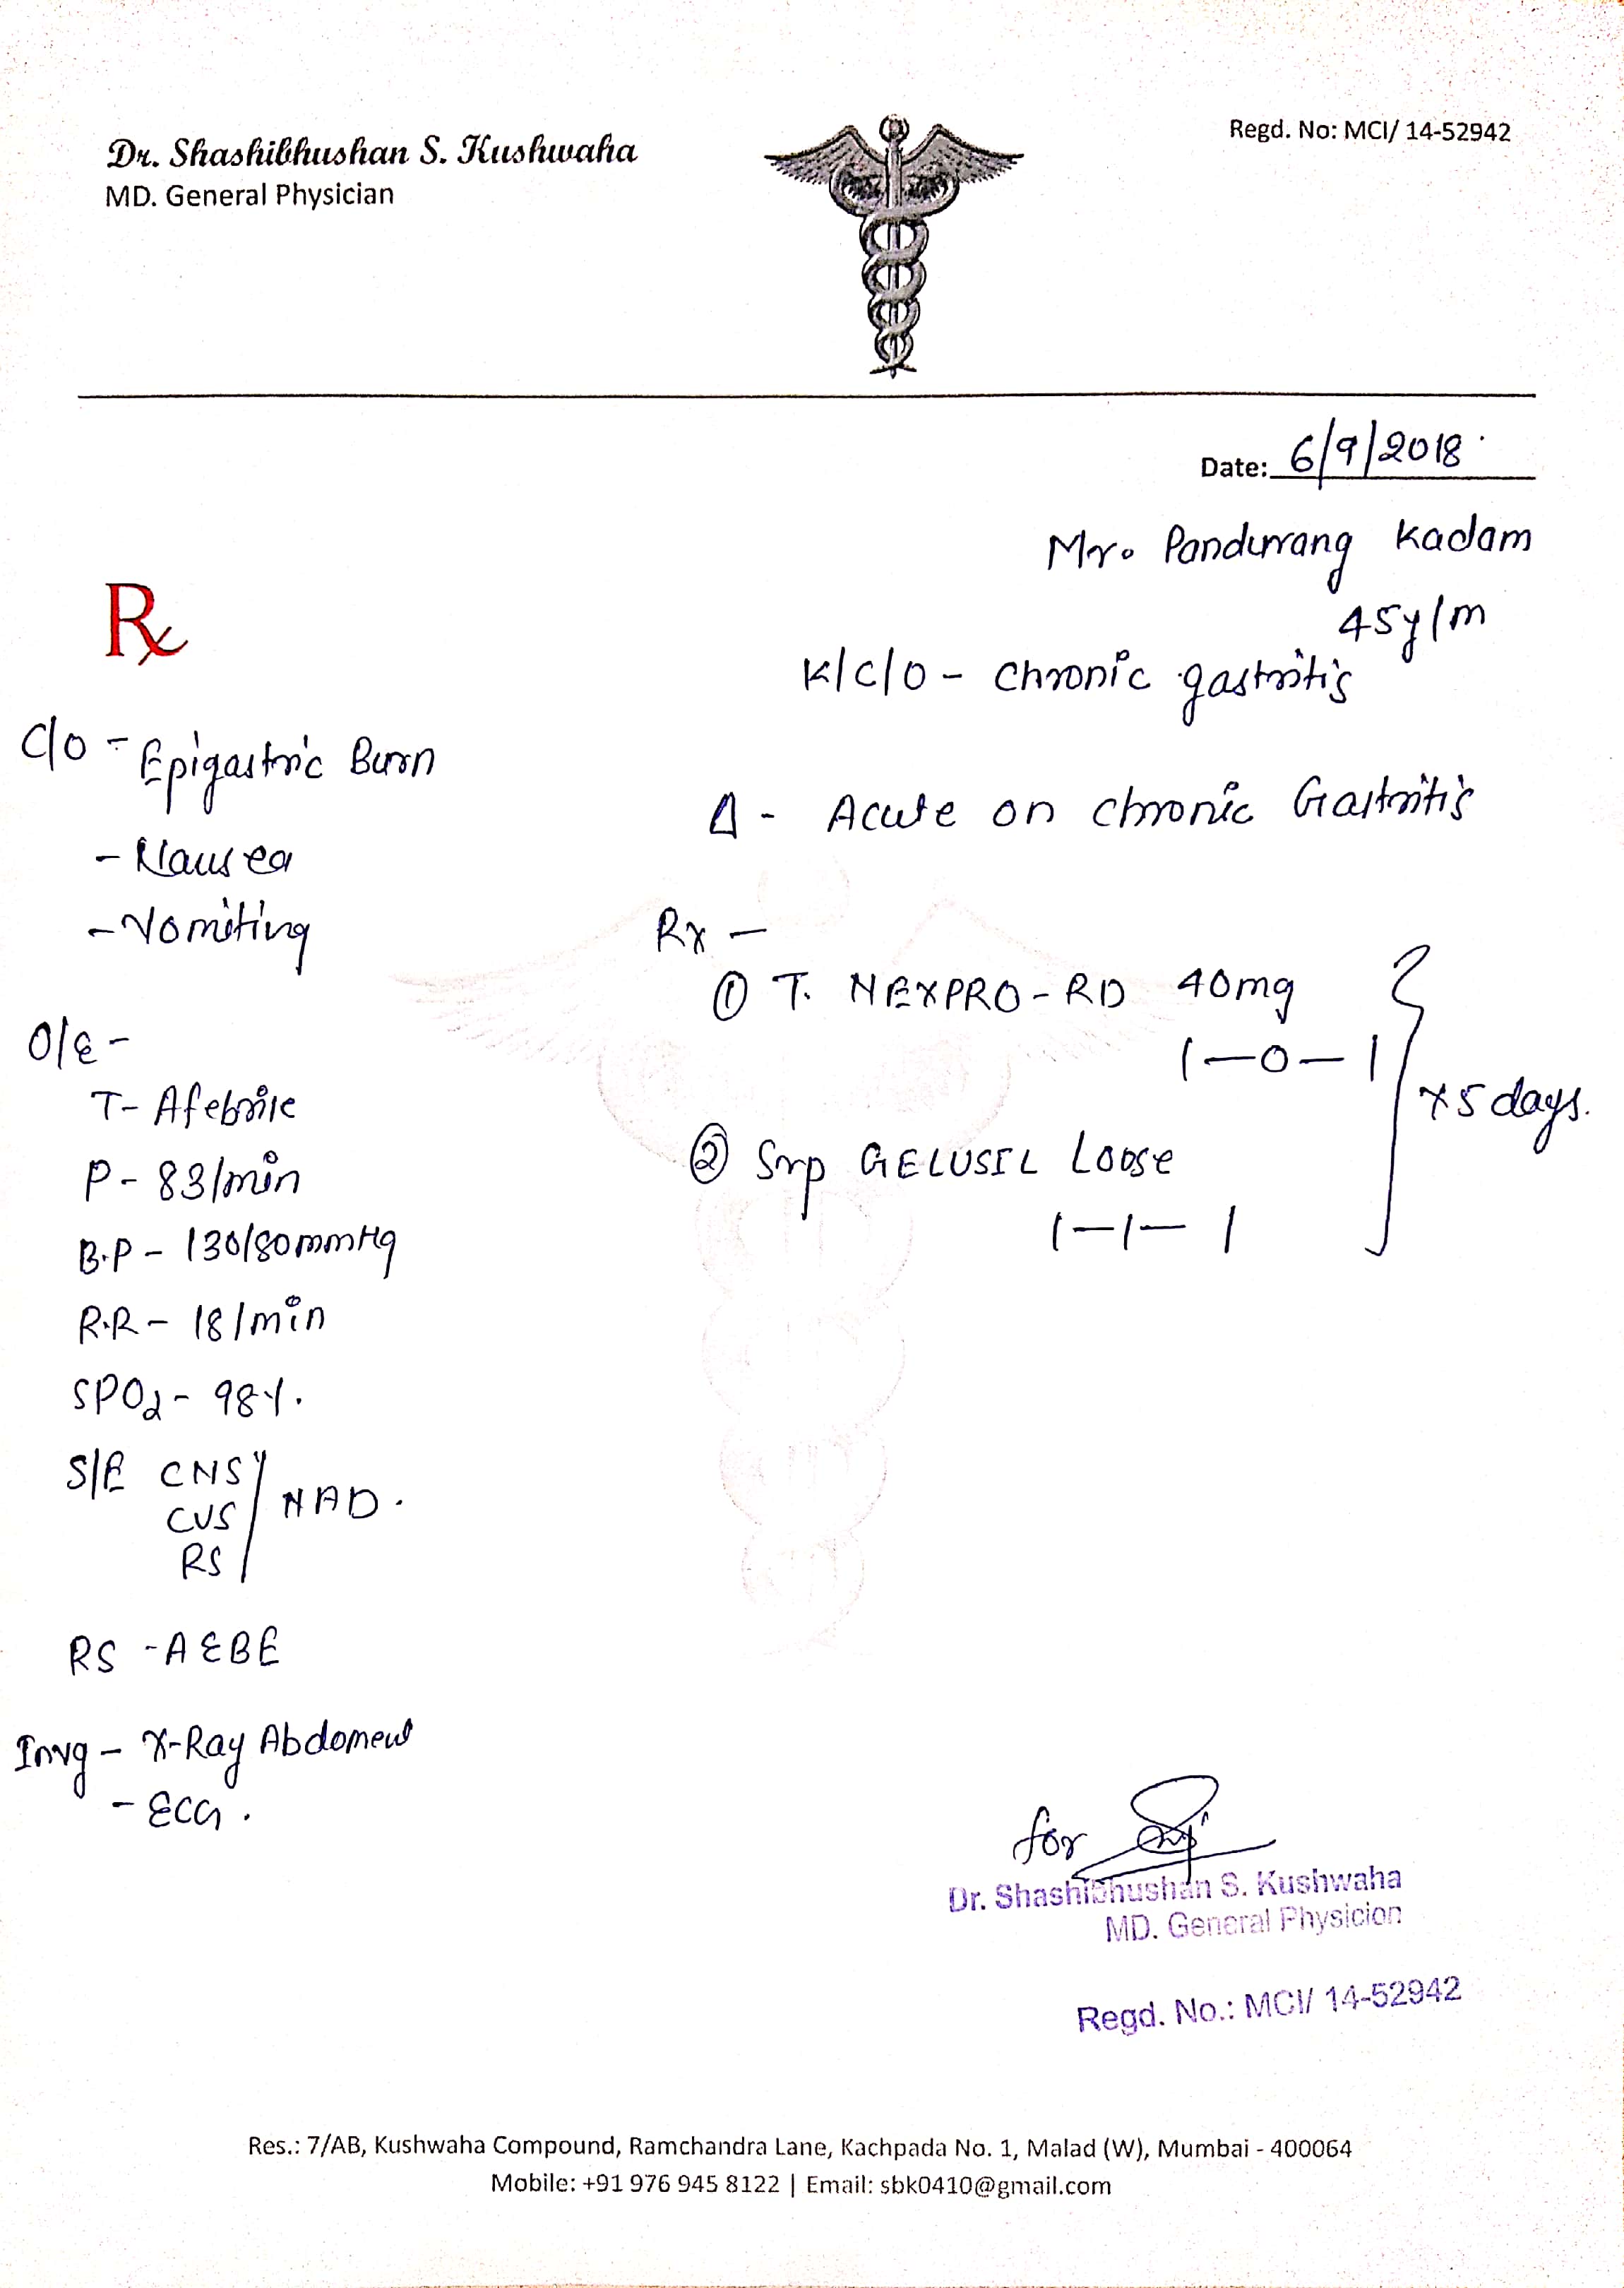 Dr. Shashibhushan S. Kushwaha
MD. General Physician
Regd. No: MCI/ 14-52942
Date: 6/9/2018
Mr. Pandurang Kadam
45y/m
Rx
K/C/O - chronic gastritis
C/O - Epigastric Burn
- Nausea
- Vomiting
Δ - Acute on chronic Gastritis
Rx -
① T. NEXPRO-RD 40mg
1-0-1
② Syp GELUSIL Loose
1-1-1
x 5 days.
O/E -
T- Afebrile
P- 83/min
B.P - 130/80mmHg
R.R - 18/min
SPO2 - 98%.
S/E CNS
CVS
RS
NAD.
RS - AEBE
Invg - X-Ray Abdomen
- ECG.
for
Dr. Shashibhushan S. Kushwaha
MD. General Physicion
Regd. No.: MCI/ 14-52942
Res.: 7/AB, Kushwaha Compound, Ramchandra Lane, Kachpada No. 1, Malad (W), Mumbai - 400064
Mobile: +91 976 945 8122 | Email: sbk0410@gmail.com